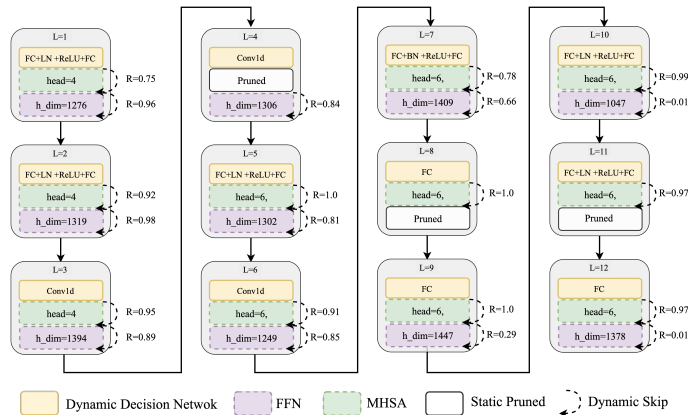 L=1
FC+LN +ReLU+FC
head=4
R=0.75
h_dim=1276
R=0.96
L=2
FC+LN +ReLU+FC
head=4
R=0.92
h_dim=1319
R=0.98
L=3
Conv1d
head=4
R=0.95
h_dim=1394
R=0.89
L=4
Conv1d
Pruned
h_dim=1306
R=0.84
L=5
FC+LN +ReLU+FC
head=6,
R=1.0
h_dim=1302
R=0.81
L=6
Conv1d
head=6,
R=0.91
h_dim=1249
R=0.85
L=7
FC+BN +ReLU+FC
head=6,
R=0.78
h_dim=1409
R=0.66
L=8
FC
head=6,
R=1.0
Pruned
L=9
FC
head=6,
R=1.0
h_dim=1447
R=0.29
L=10
FC+LN +ReLU+FC
head=6,
R=0.99
h_dim=1047
R=0.01
L=11
FC+LN +ReLU+FC
head=6,
R=0.97
Pruned
L=12
FC
head=6,
R=0.97
h_dim=1378
R=0.01
Dynamic Decision Netwok
FFN
MHSA
Static Pruned
Dynamic Skip